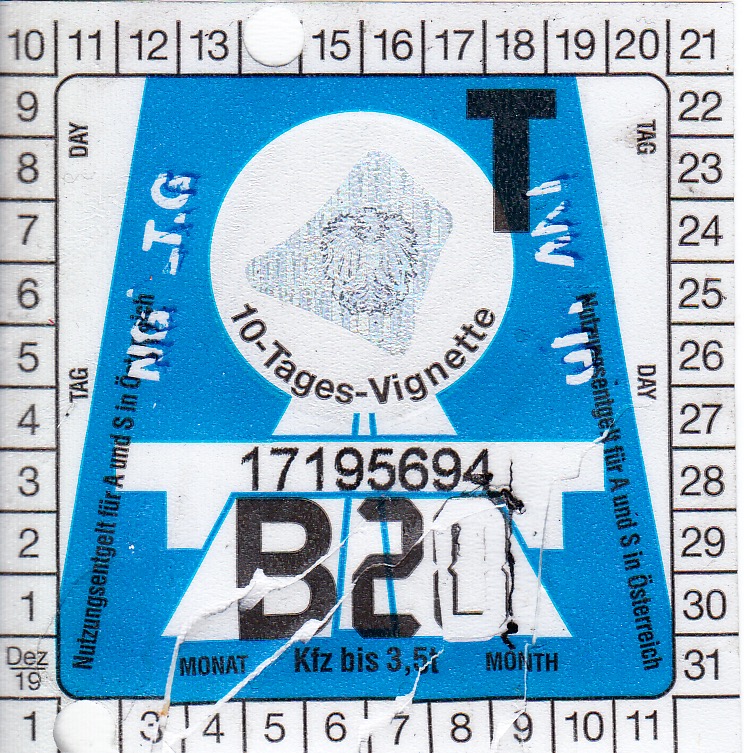 10 11 12 13 15 16 17 18 19 20 21
9 22
8 23
7 24
6 25
5 26
4 27
3 28
2 29
1 30
Dez 19 31
1 3 4 5 6 7 8 9 10 11
DAY
TAG
T
10-Tages-Vignette
TAG
DAY
Nutzungsentgelt für A und S in Österreich
Nutzungsentgelt für A und S in Österreich
17195694
B20
MONAT Kfz bis 3,5t MONTH